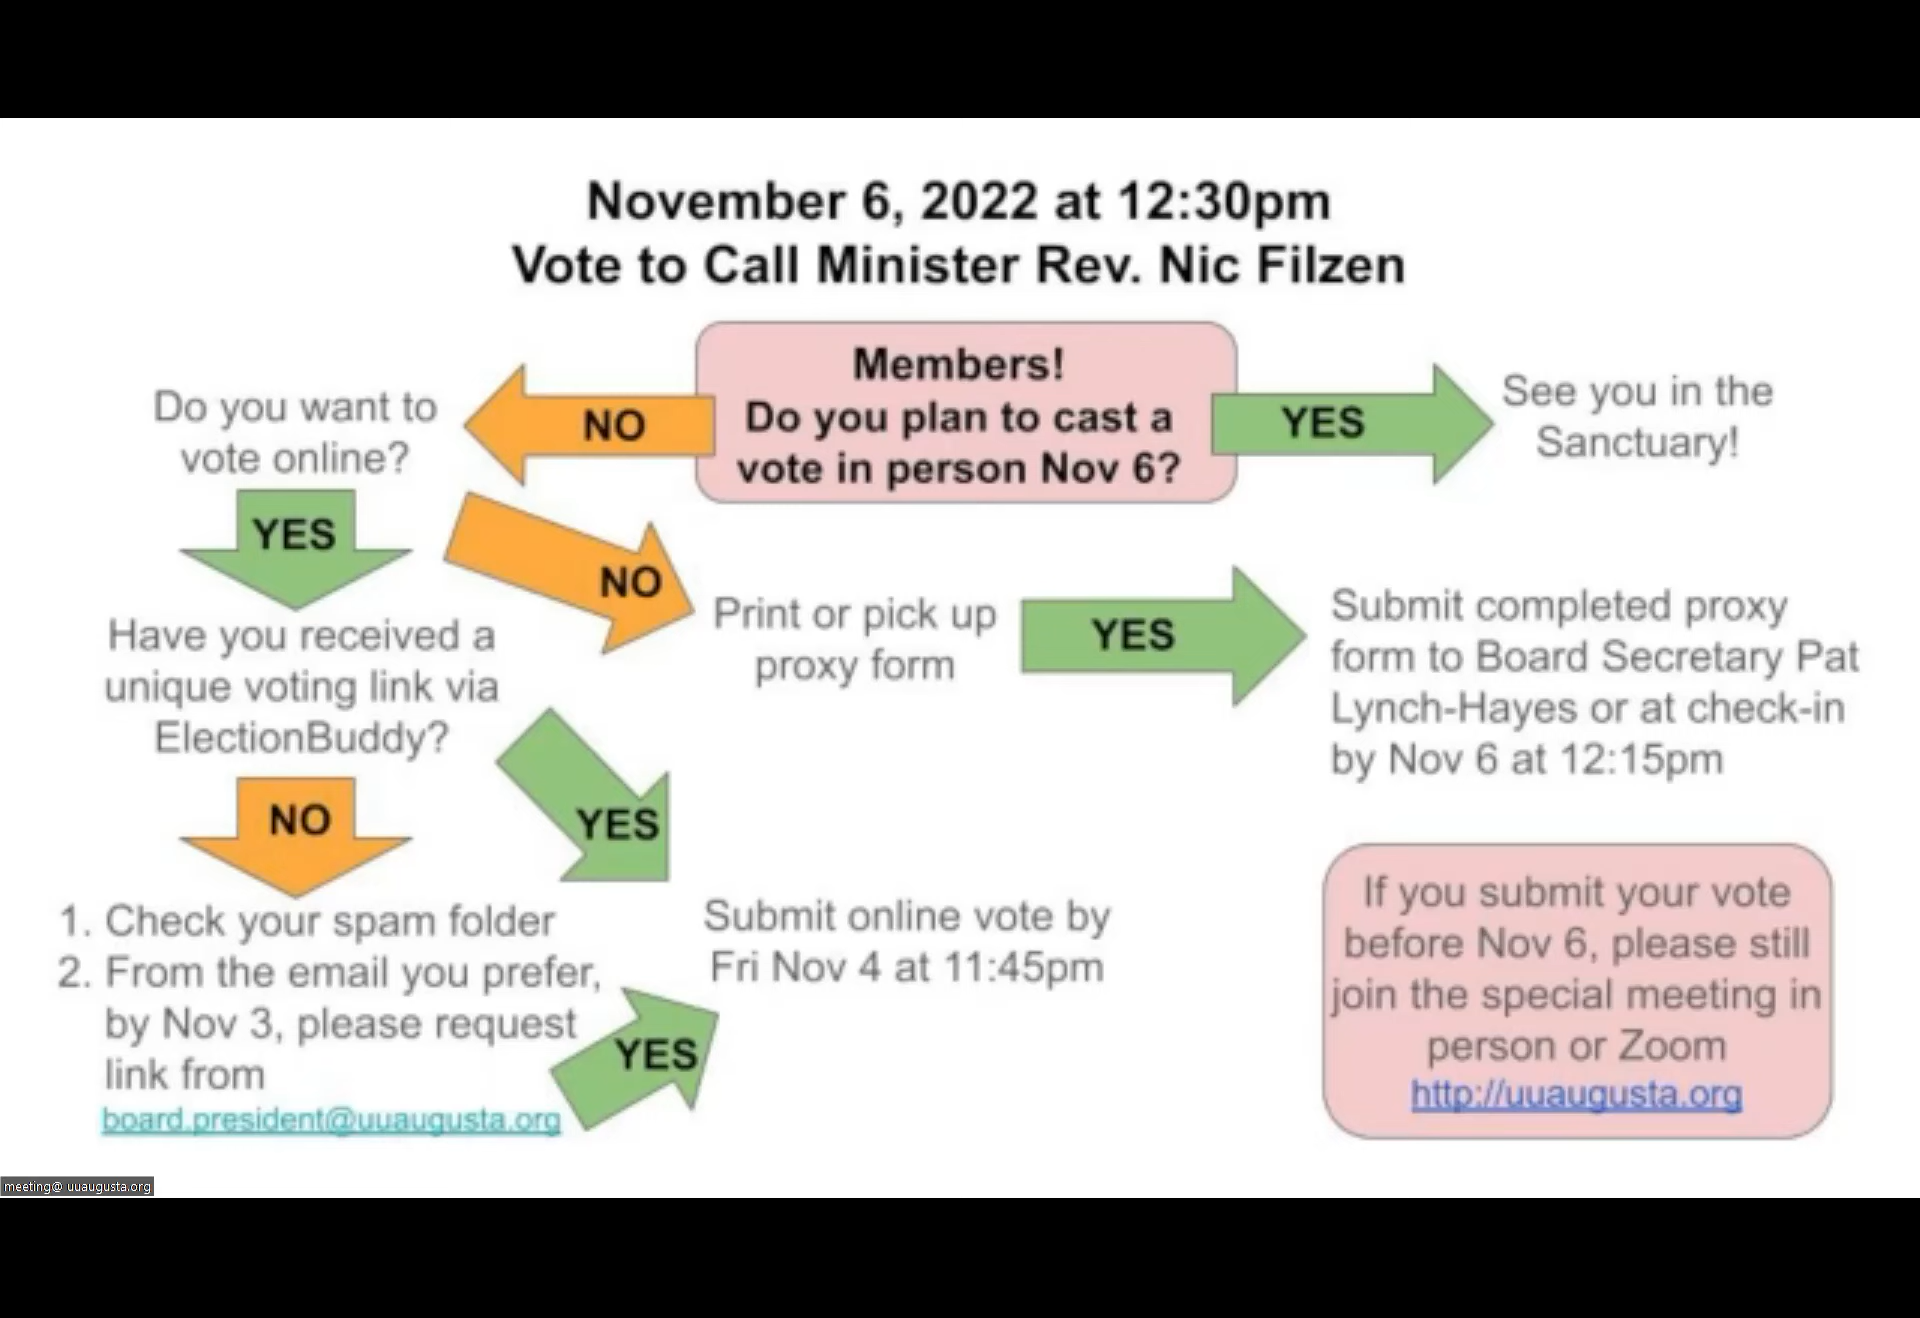 November 6, 2022 at 12:30pm
Vote to Call Minister Rev. Nic Filzen
Members!
Do you plan to cast a
vote in person Nov 6?
YES
See you in the
Sanctuary!
NO
Do you want to
vote online?
YES
NO
Print or pick up
proxy form
YES
Submit completed proxy
form to Board Secretary Pat
Lynch-Hayes or at check-in
by Nov 6 at 12:15pm
Have you received a
unique voting link via
ElectionBuddy?
NO
YES
1. Check your spam folder
2. From the email you prefer,
by Nov 3, please request
link from
board.president@uuaugusta.org
YES
Submit online vote by
Fri Nov 4 at 11:45pm
If you submit your vote
before Nov 6, please still
join the special meeting in
person or Zoom
http://uuaugusta.org
meeting@ uuaugusta.org